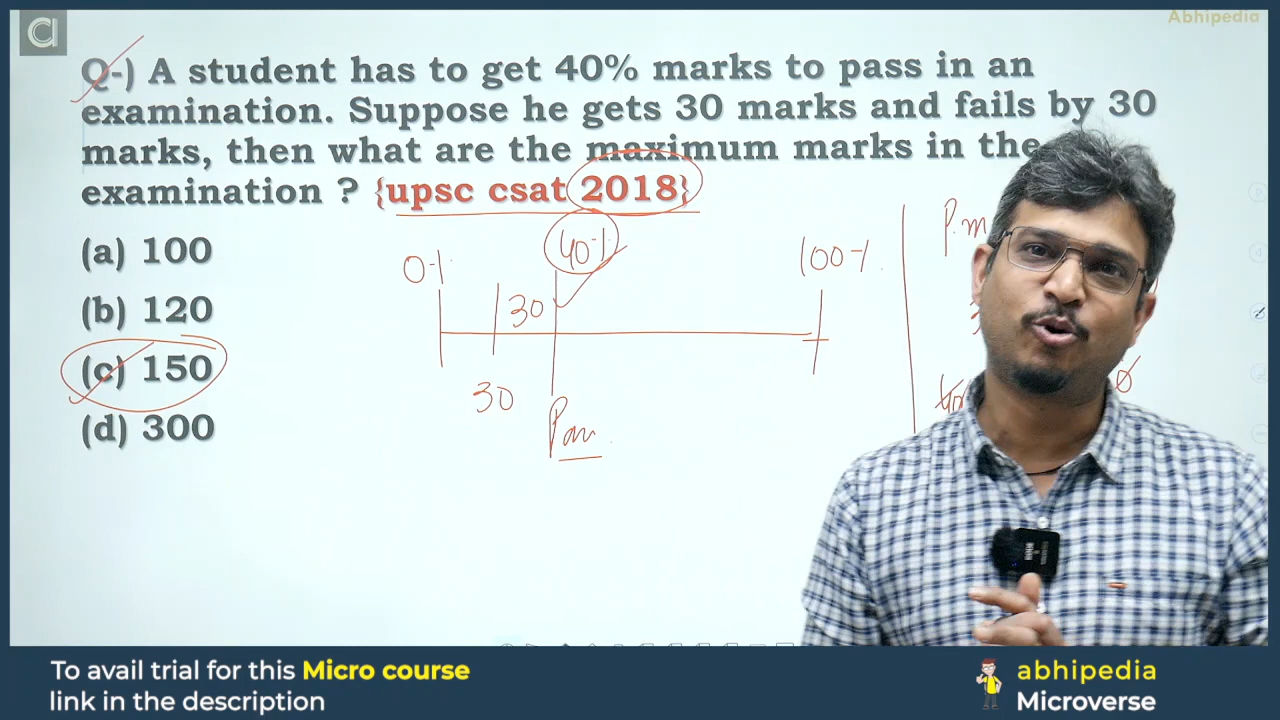 Abhipedia
Q-) A student has to get 40% marks to pass in an
examination. Suppose he gets 30 marks and fails by 30
marks, then what are the maximum marks in the
examination ? {upsc csat 2018}
(a) 100
(b) 120
(c) 150
(d) 300
0%
40%
100%
30
30
Pass
P.m
To avail trial for this Micro course
link in the description
abhipedia
Microverse